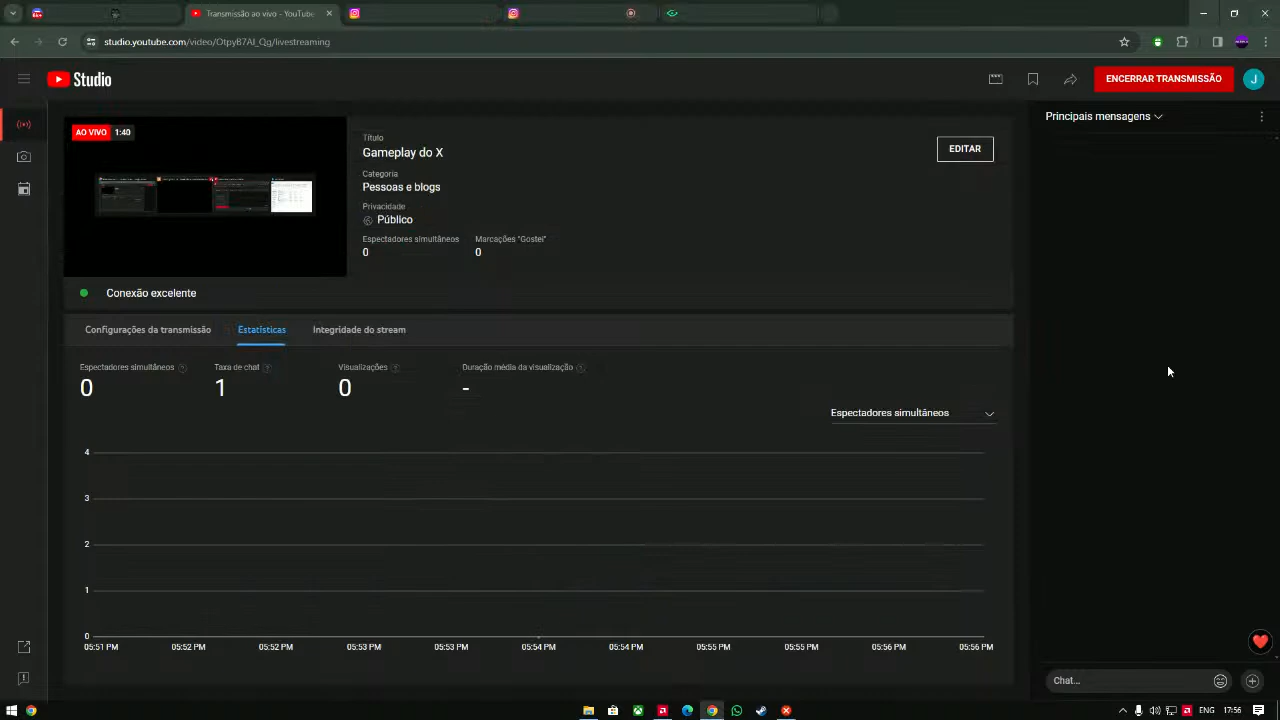 Transmissão ao vivo - YouTube
studio.youtube.com/video/OtpyB7AI_Qg/livestreaming
Studio
ENCERRAR TRANSMISSÃO
J
AO VIVO 1:40
Título
Gameplay do X
EDITAR
Categoria
Pessoas e blogs
Privacidade
Público
Espectadores simultâneos Marcações "Gostei"
0 0
Conexão excelente
Configurações da transmissão Estatísticas Integridade do stream
Espectadores simultâneos Taxa de chat Visualizações Duração média da visualização
0 1 0 -
Espectadores simultâneos
4
3
2
1
0
05:51 PM 05:52 PM 05:52 PM 05:53 PM 05:53 PM 05:54 PM 05:54 PM 05:55 PM 05:55 PM 05:56 PM 05:56 PM
Principais mensagens
Chat...
ENG 17:56